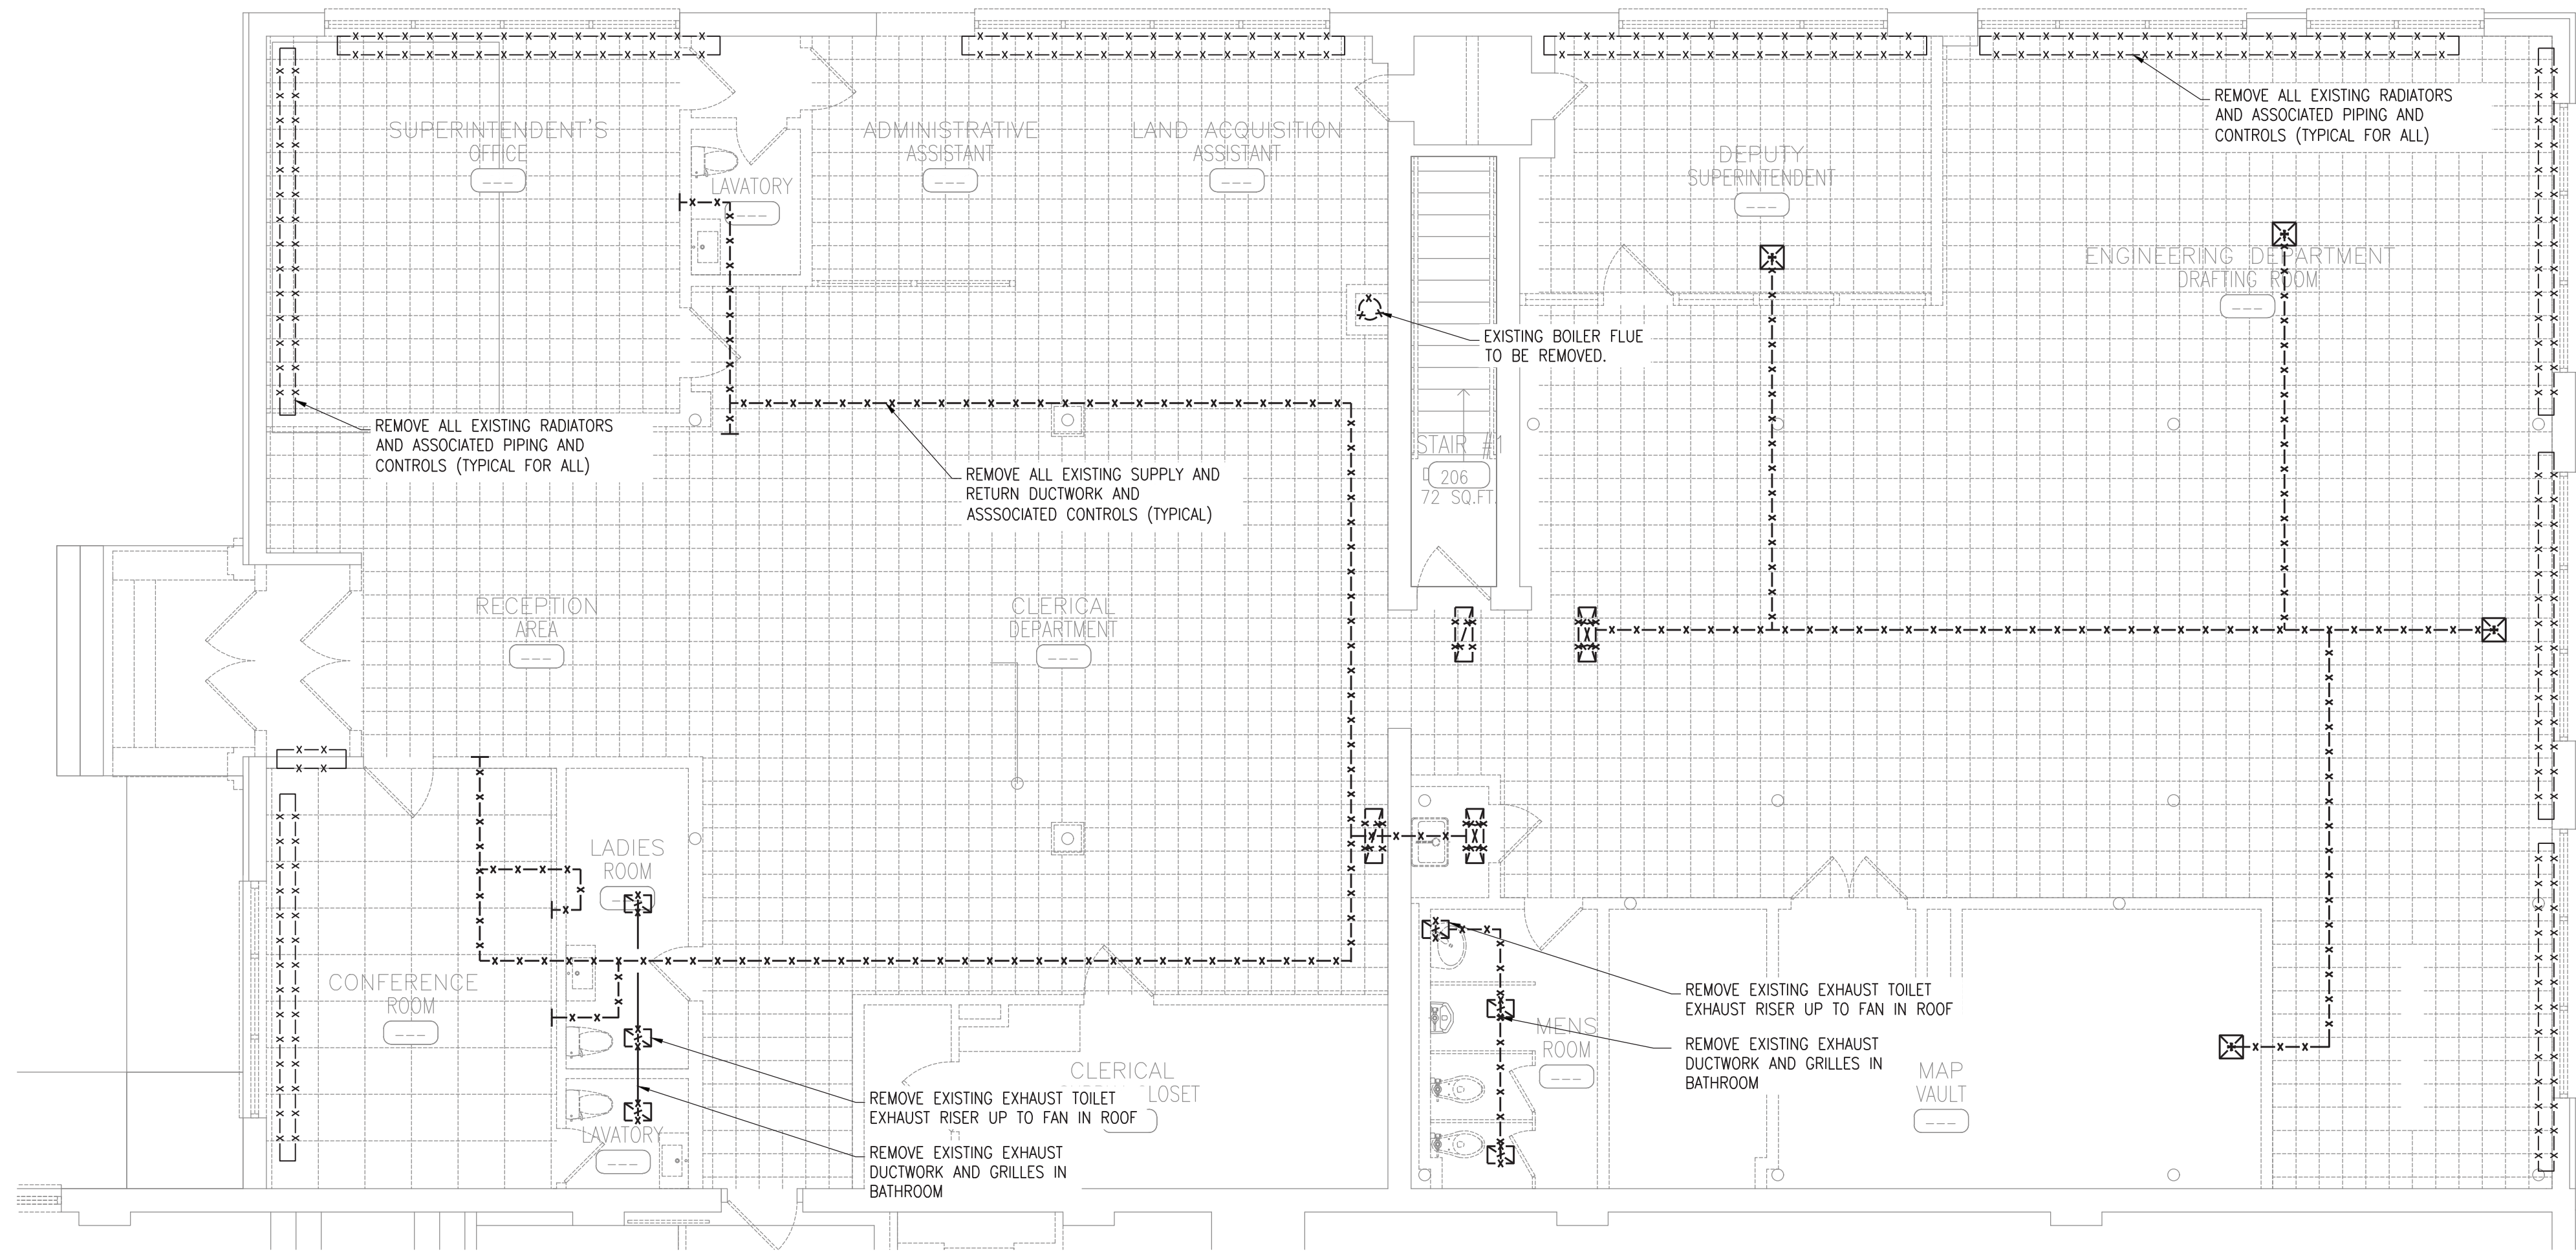 SUPERINTENDENT'S
OFFICE
---
LAVATORY
---
ADMINISTRATIVE
ASSISTANT
---
LAND ACQUISITION
ASSISTANT
---
DEPUTY
SUPERINTENDENT
---
REMOVE ALL EXISTING RADIATORS
AND ASSOCIATED PIPING AND
CONTROLS (TYPICAL FOR ALL)
ENGINEERING DEPARTMENT
DRAFTING ROOM
---
EXISTING BOILER FLUE
TO BE REMOVED.
REMOVE ALL EXISTING RADIATORS
AND ASSOCIATED PIPING AND
CONTROLS (TYPICAL FOR ALL)
REMOVE ALL EXISTING SUPPLY AND
RETURN DUCTWORK AND
ASSSOCIATED CONTROLS (TYPICAL)
STAIR #1
206
72 SQ.FT.
RECEPTION
AREA
---
CLERICAL
DEPARTMENT
---
LADIES
ROOM
CONFERENCE
ROOM
---
REMOVE EXISTING EXHAUST TOILET
EXHAUST RISER UP TO FAN IN ROOF
MENS
ROOM
---
REMOVE EXISTING EXHAUST
DUCTWORK AND GRILLES IN
BATHROOM
MAP
VAULT
---
CLERICAL
CLOSET
REMOVE EXISTING EXHAUST TOILET
EXHAUST RISER UP TO FAN IN ROOF
LAVATORY
---
REMOVE EXISTING EXHAUST
DUCTWORK AND GRILLES IN
BATHROOM